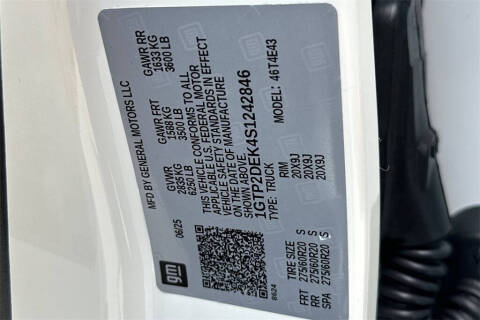 MFD BY GENERAL MOTORS LLC
06/25
GVWR
2835 KG
6250 LB
GAWR FRT
1588 KG
3500 LB
GAWR RR
1633 KG
3600 LB
THIS VEHICLE CONFORMS TO ALL
APPLICABLE U.S. FEDERAL MOTOR
VEHICLE SAFETY STANDARDS IN EFFECT
ON THE DATE OF MANUFACTURE
SHOWN ABOVE.
1GTP2DEK4S1242846
TYPE: TRUCK
MODEL: 46T4E43
gm
8624
TIRE SIZE RIM
FRT 275/60R20 S 20X9J
RR 275/60R20 S 20X9J
SPA 275/60R20 S 20X9J